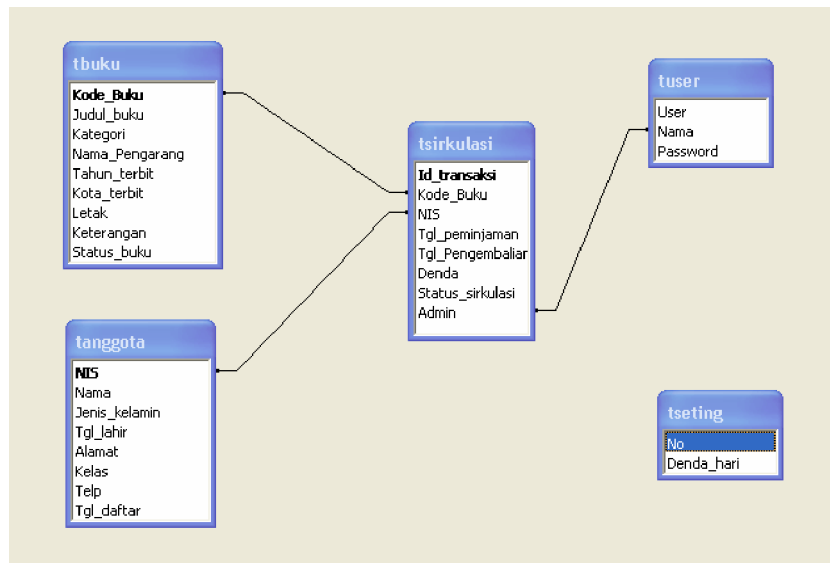 tbuku
Kode_Buku
Judul_buku
Kategori
Nama_Pengarang
Tahun_terbit
Kota_terbit
Letak
Keterangan
Status_buku
tanggota
NIS
Nama
Jenis_kelamin
Tgl_lahir
Alamat
Kelas
Telp
Tgl_daftar
tsirkulasi
Id_transaksi
Kode_Buku
NIS
Tgl_peminjaman
Tgl_Pengembaliar
Denda
Status_sirkulasi
Admin
tuser
User
Nama
Password
tseting
No
Denda_hari